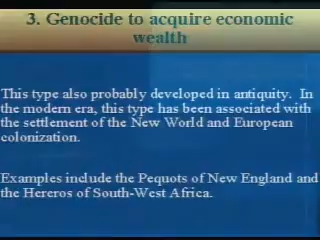 3. Genocide to acquire economic
wealth
This type also probably developed in antiquity. In
the modern era, this type has been associated with
the settlement of the New World and European
colonization.
Examples include the Pequots of New England and
the Hereros of South-West Africa.